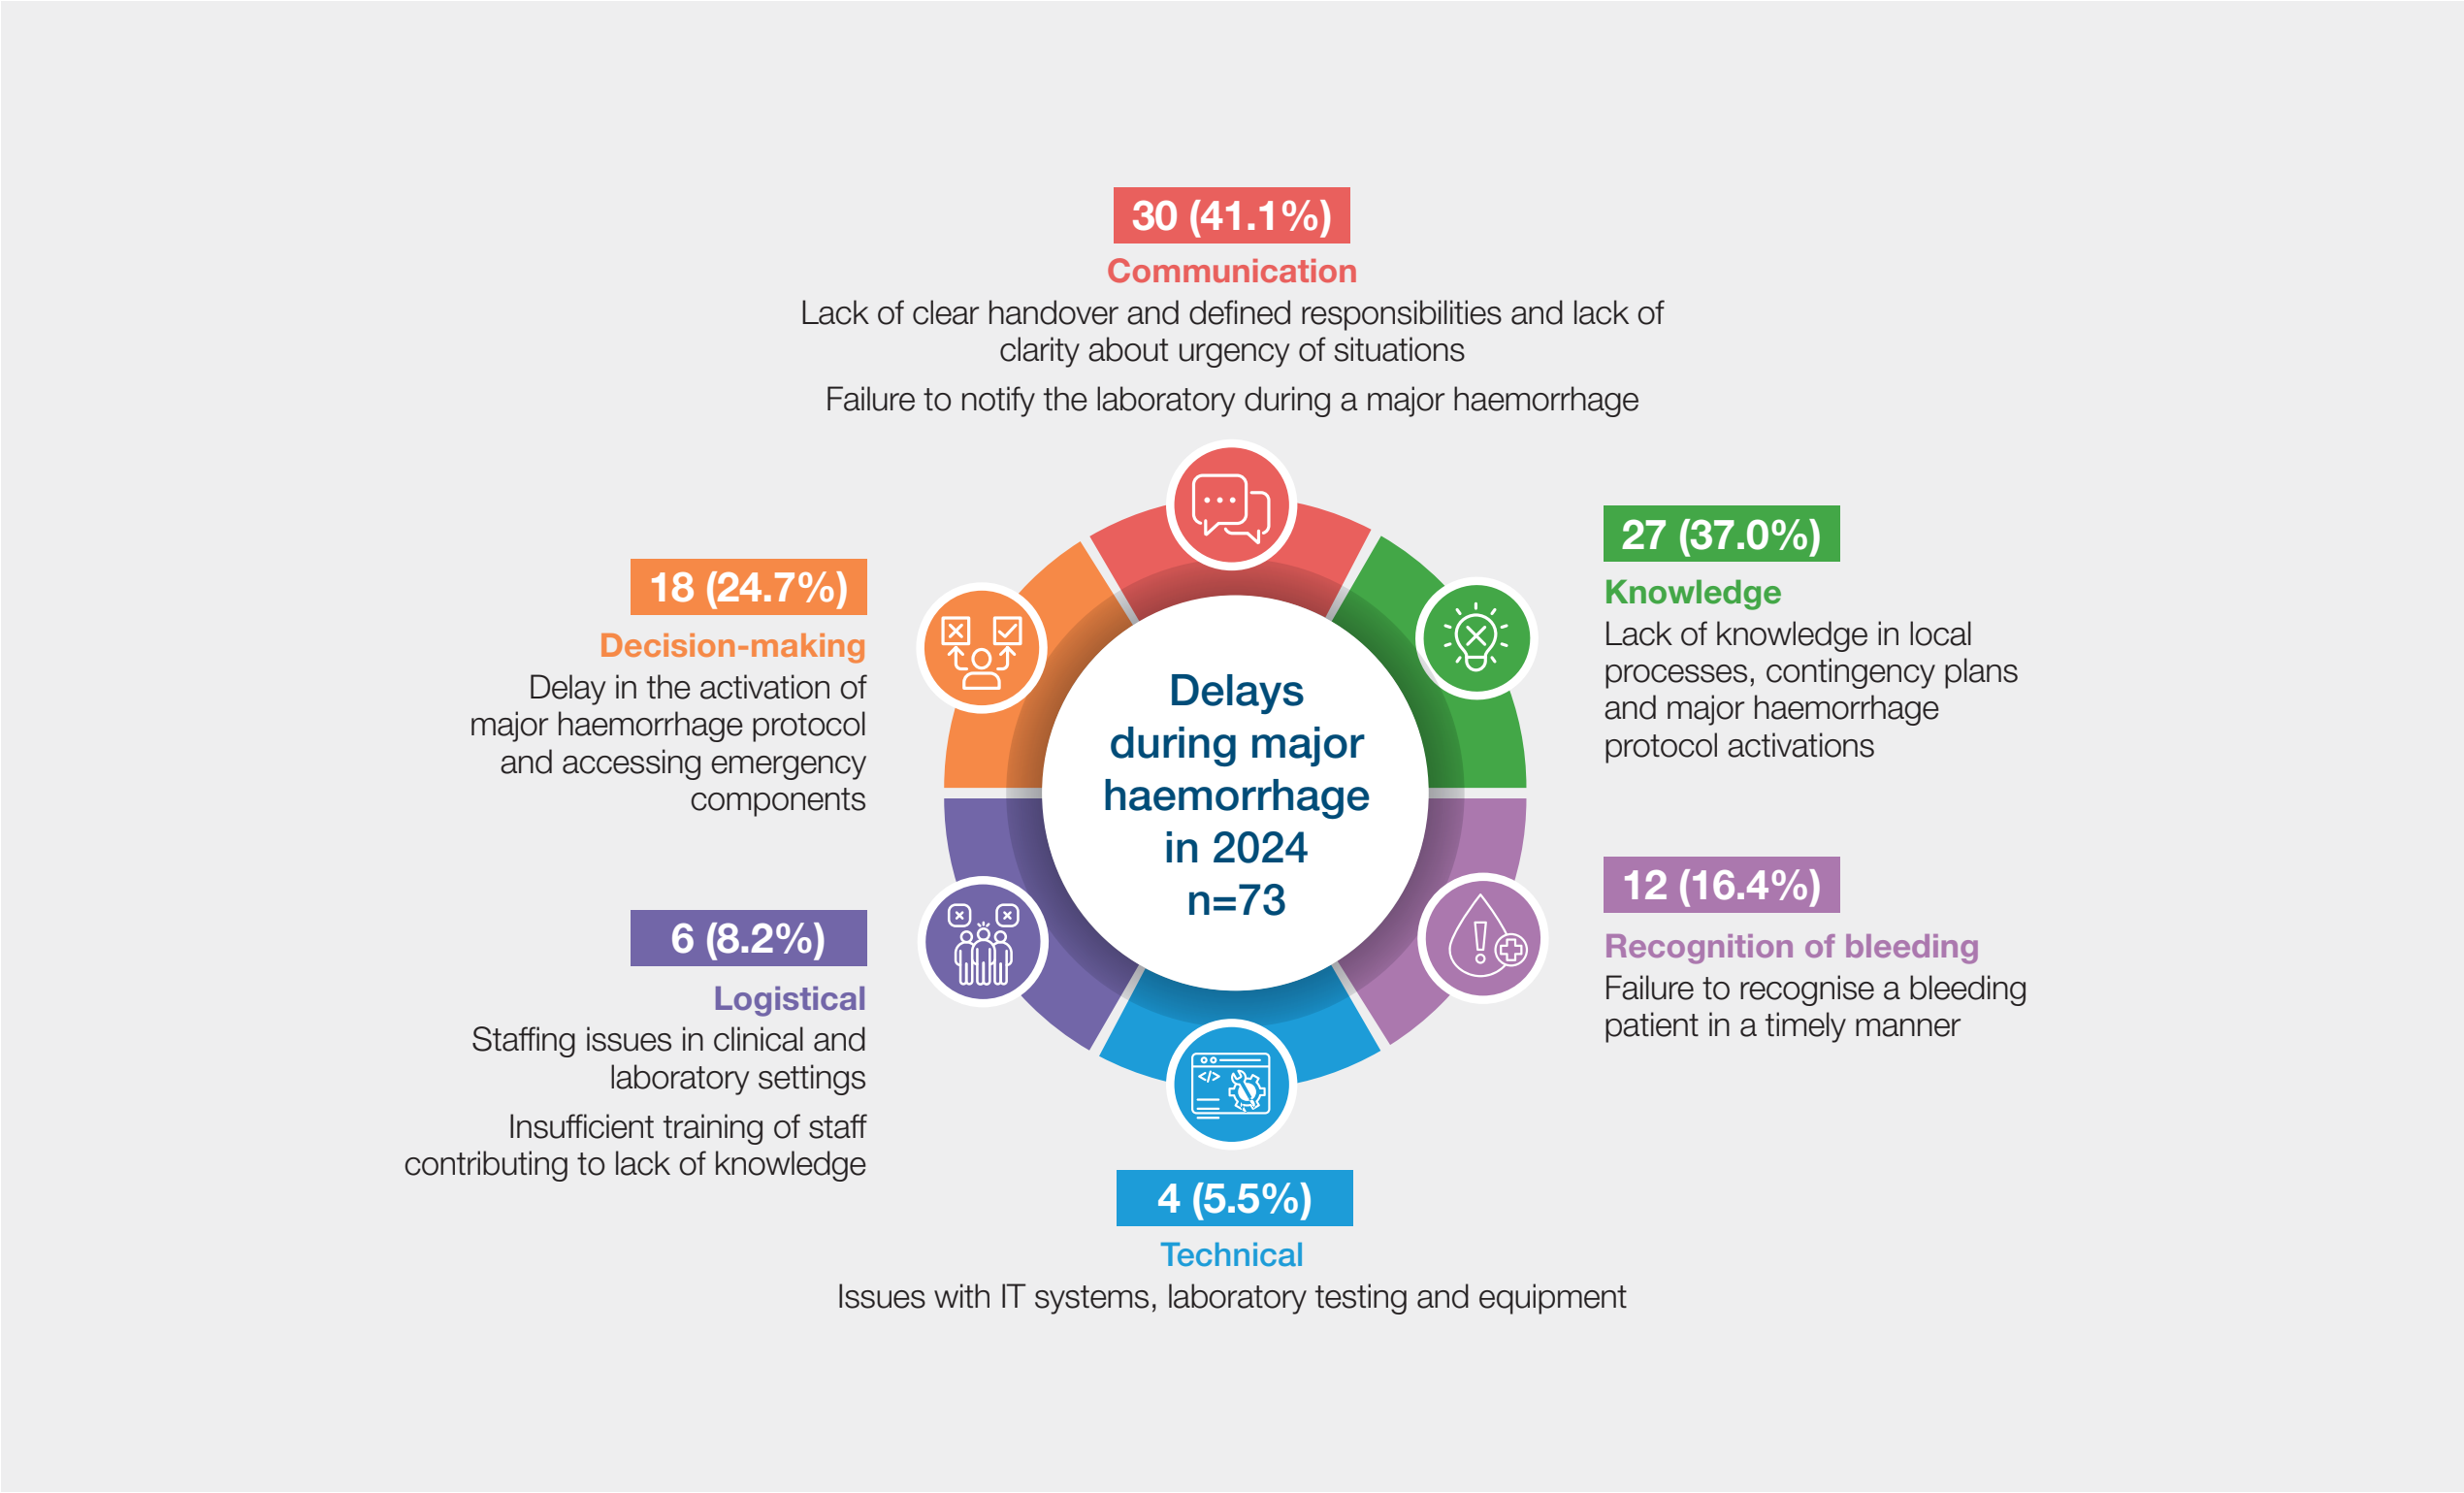 30 (41.1%)
Communication
Lack of clear handover and defined responsibilities and lack of
clarity about urgency of situations
Failure to notify the laboratory during a major haemorrhage
27 (37.0%)
Knowledge
Lack of knowledge in local
processes, contingency plans
and major haemorrhage
protocol activations
12 (16.4%)
Recognition of bleeding
Failure to recognise a bleeding
patient in a timely manner
4 (5.5%)
Technical
Issues with IT systems, laboratory testing and equipment
6 (8.2%)
Logistical
Staffing issues in clinical and
laboratory settings
Insufficient training of staff
contributing to lack of knowledge
18 (24.7%)
Decision-making
Delay in the activation of
major haemorrhage protocol
and accessing emergency
components
Delays
during major
haemorrhage
in 2024
n=73